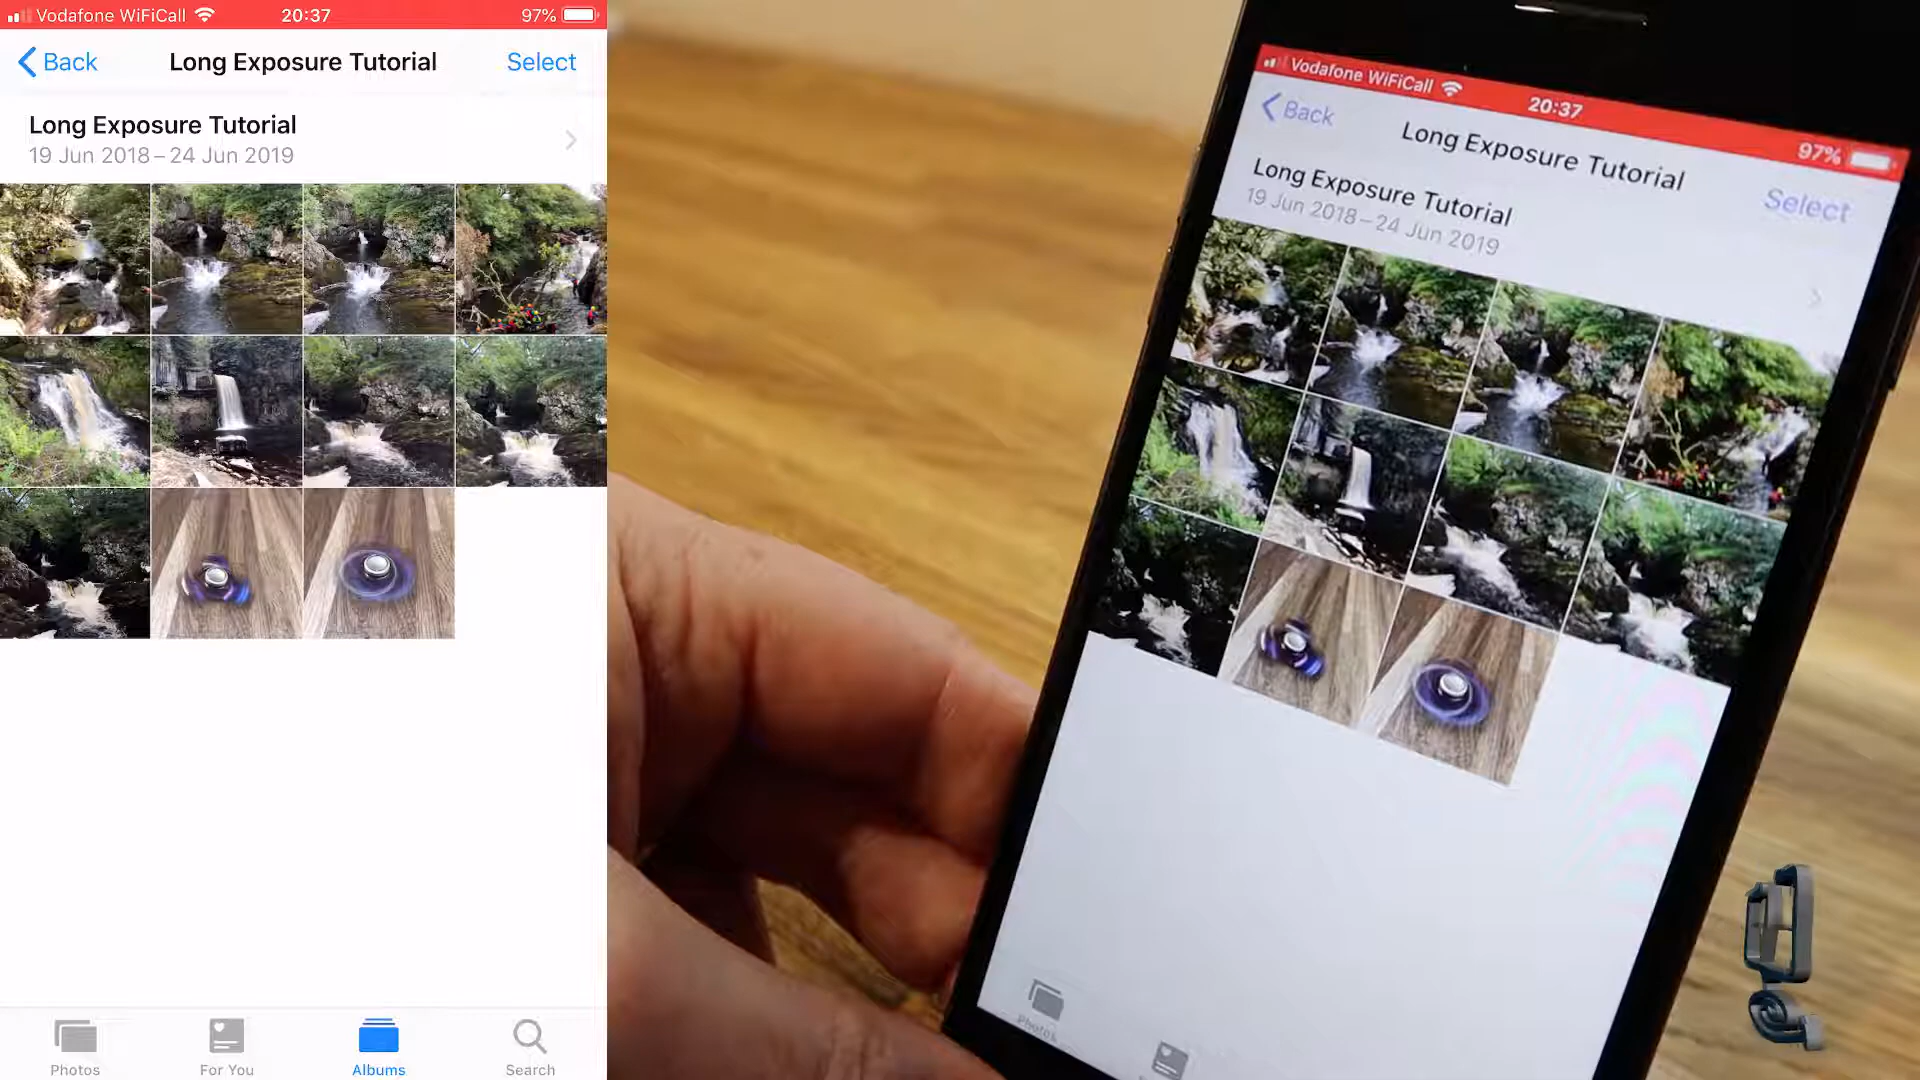 Vodafone WiFiCall 20:37 97%
Back Long Exposure Tutorial Select
Long Exposure Tutorial
19 Jun 2018 – 24 Jun 2019
Photos For You Albums Search
Vodafone WiFiCall 20:37 97%
Back Long Exposure Tutorial Select
Long Exposure Tutorial
19 Jun 2018 – 24 Jun 2019
Photos